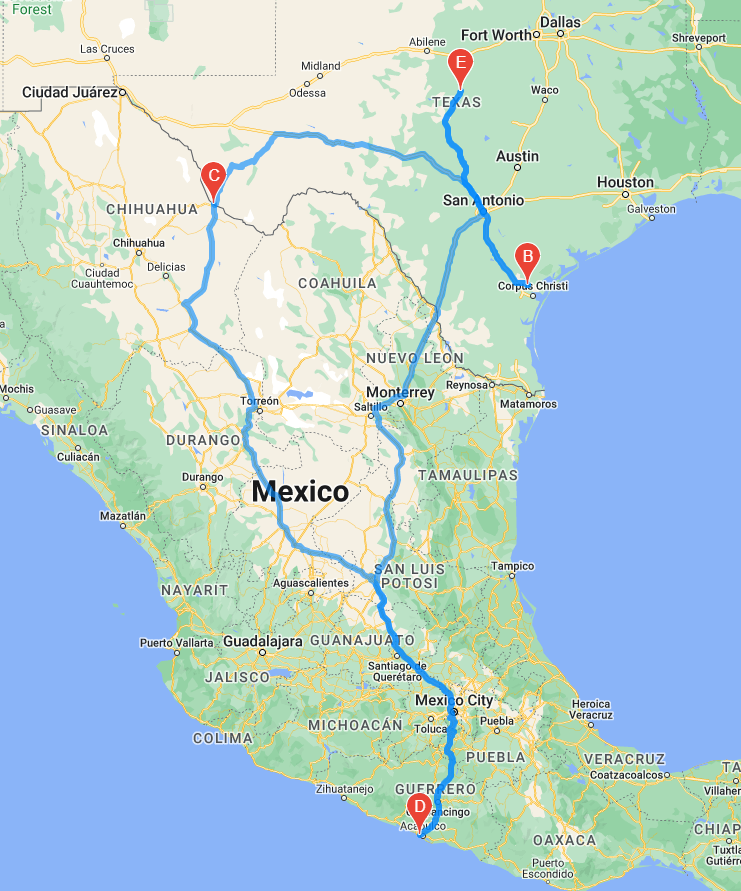 Forest
Dallas
Fort Worth
Shreveport
Las Cruces
Abilene
Midland
Odessa
E
Ciudad Juárez
TEXAS
Waco
Austin
C
San Antonio
Houston
Galveston
CHIHUAHUA
Chihuahua
Delicias
Ciudad
Cuauhtemoc
B
Corpus Christi
COAHUILA
NUEVO LEON
Mochis
Guasave
Torreón
Monterrey
Saltillo
Reynosa
Matamoros
SINALOA
Culiacán
DURANGO
Durango
TAMAULIPAS
Mexico
Mazatlán
SAN LUIS
POTOSI
Tampico
Aguascalientes
NAYARIT
Puerto Vallarta
Guadalajara
GUANAJUATO
Santiago de
Querétaro
JALISCO
Mexico City
Toluca
Puebla
Heroica
Veracruz
COLIMA
MICHOACÁN
PUEBLA
VERACRUZ
Coatzacoalcos
TA
Villaher
Zihuatanejo
GUERRERO
D
ancingo
Acapulco
OAXACA
CHIAP
Tuxtla
Gutiérr
Puerto
Escondido